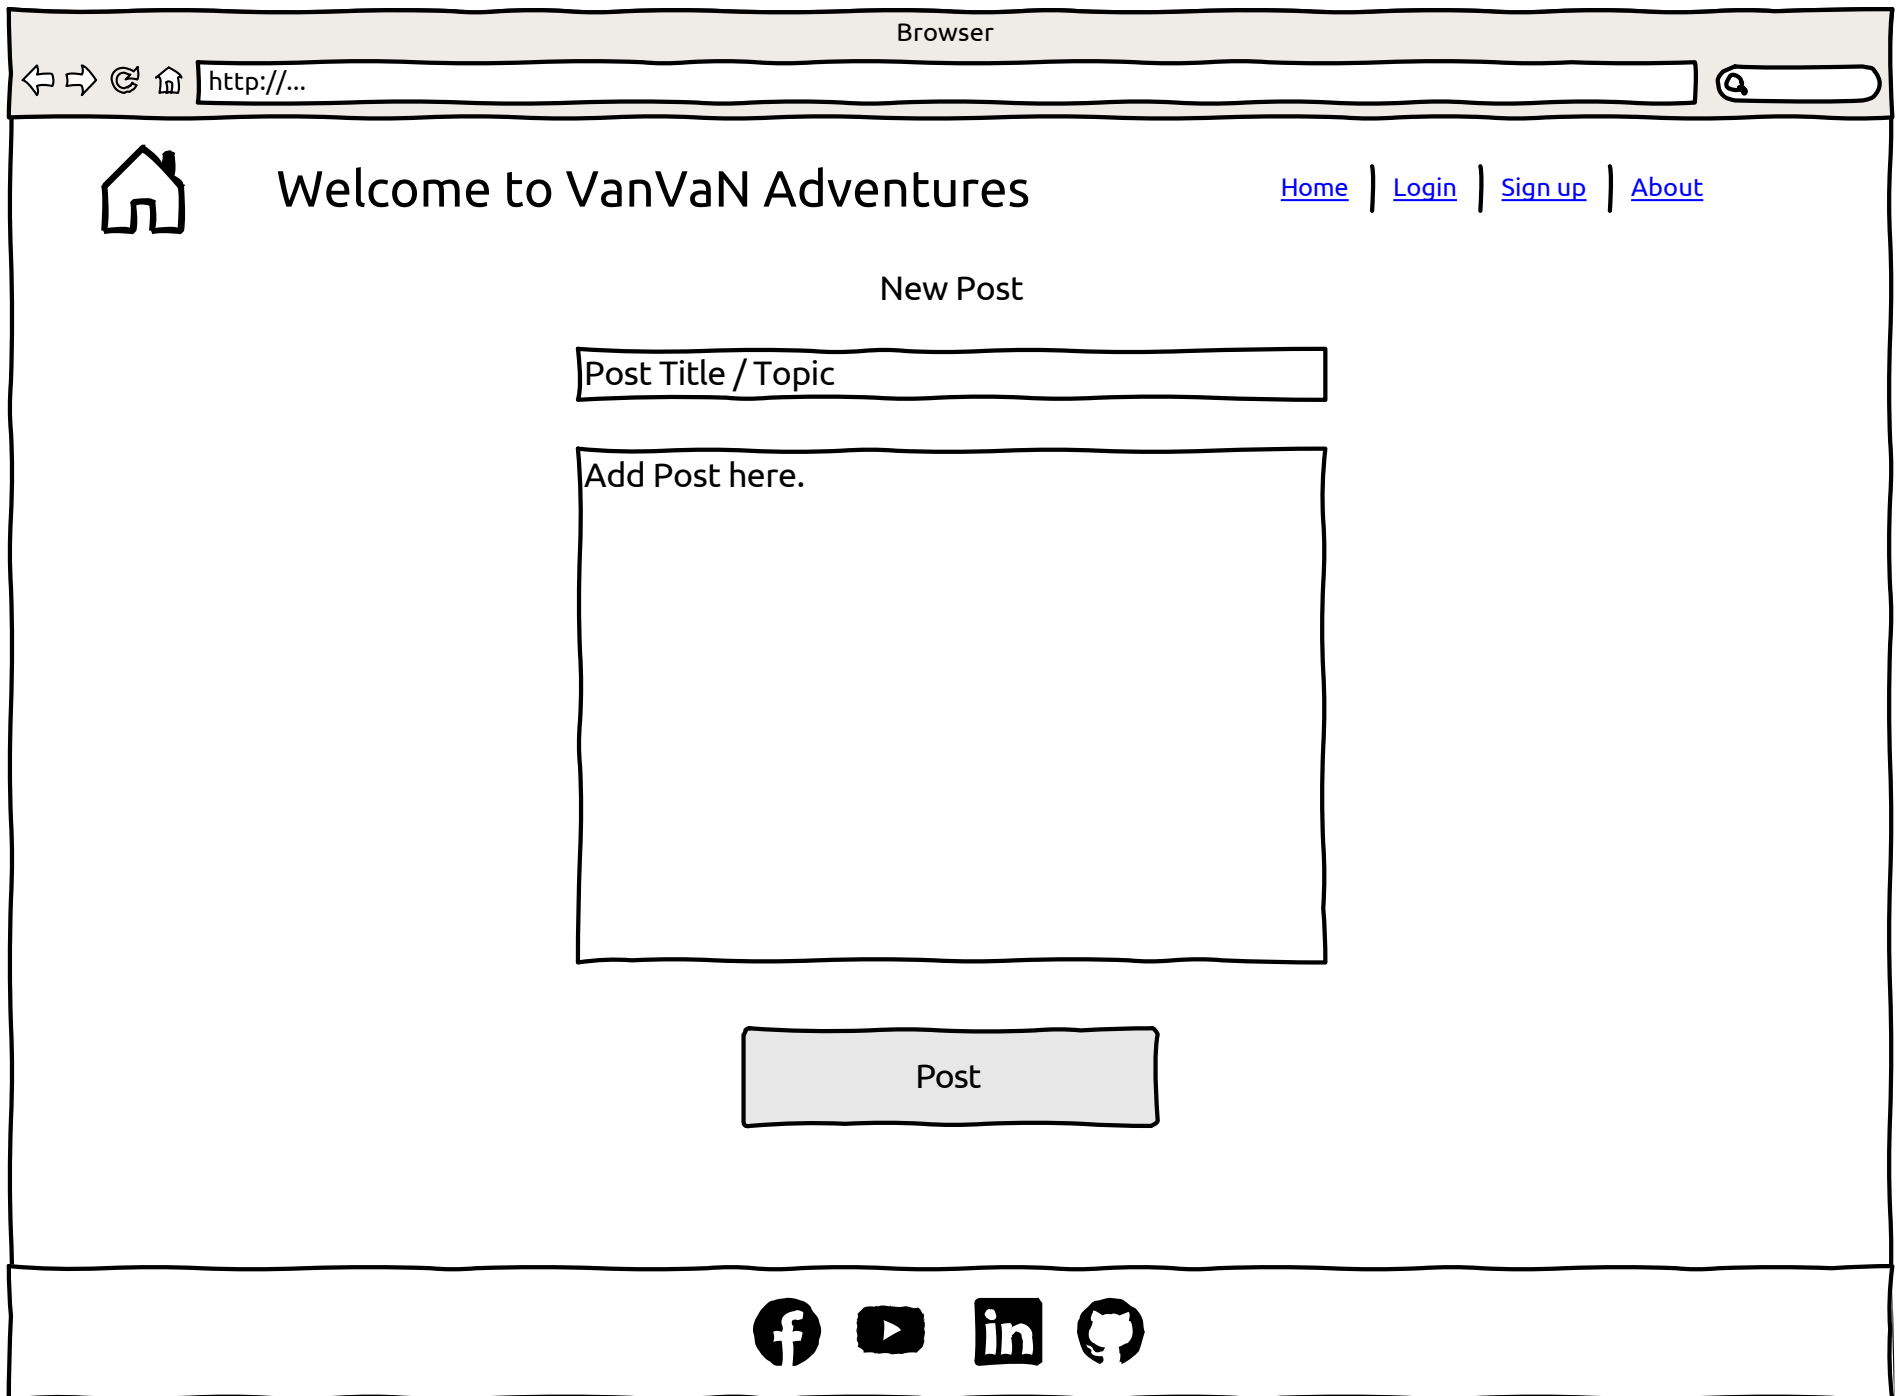 Browser
http://...
Welcome to VanVaN Adventures
Home
Login
Sign up
About
New Post
Post Title / Topic
Add Post here.
Post